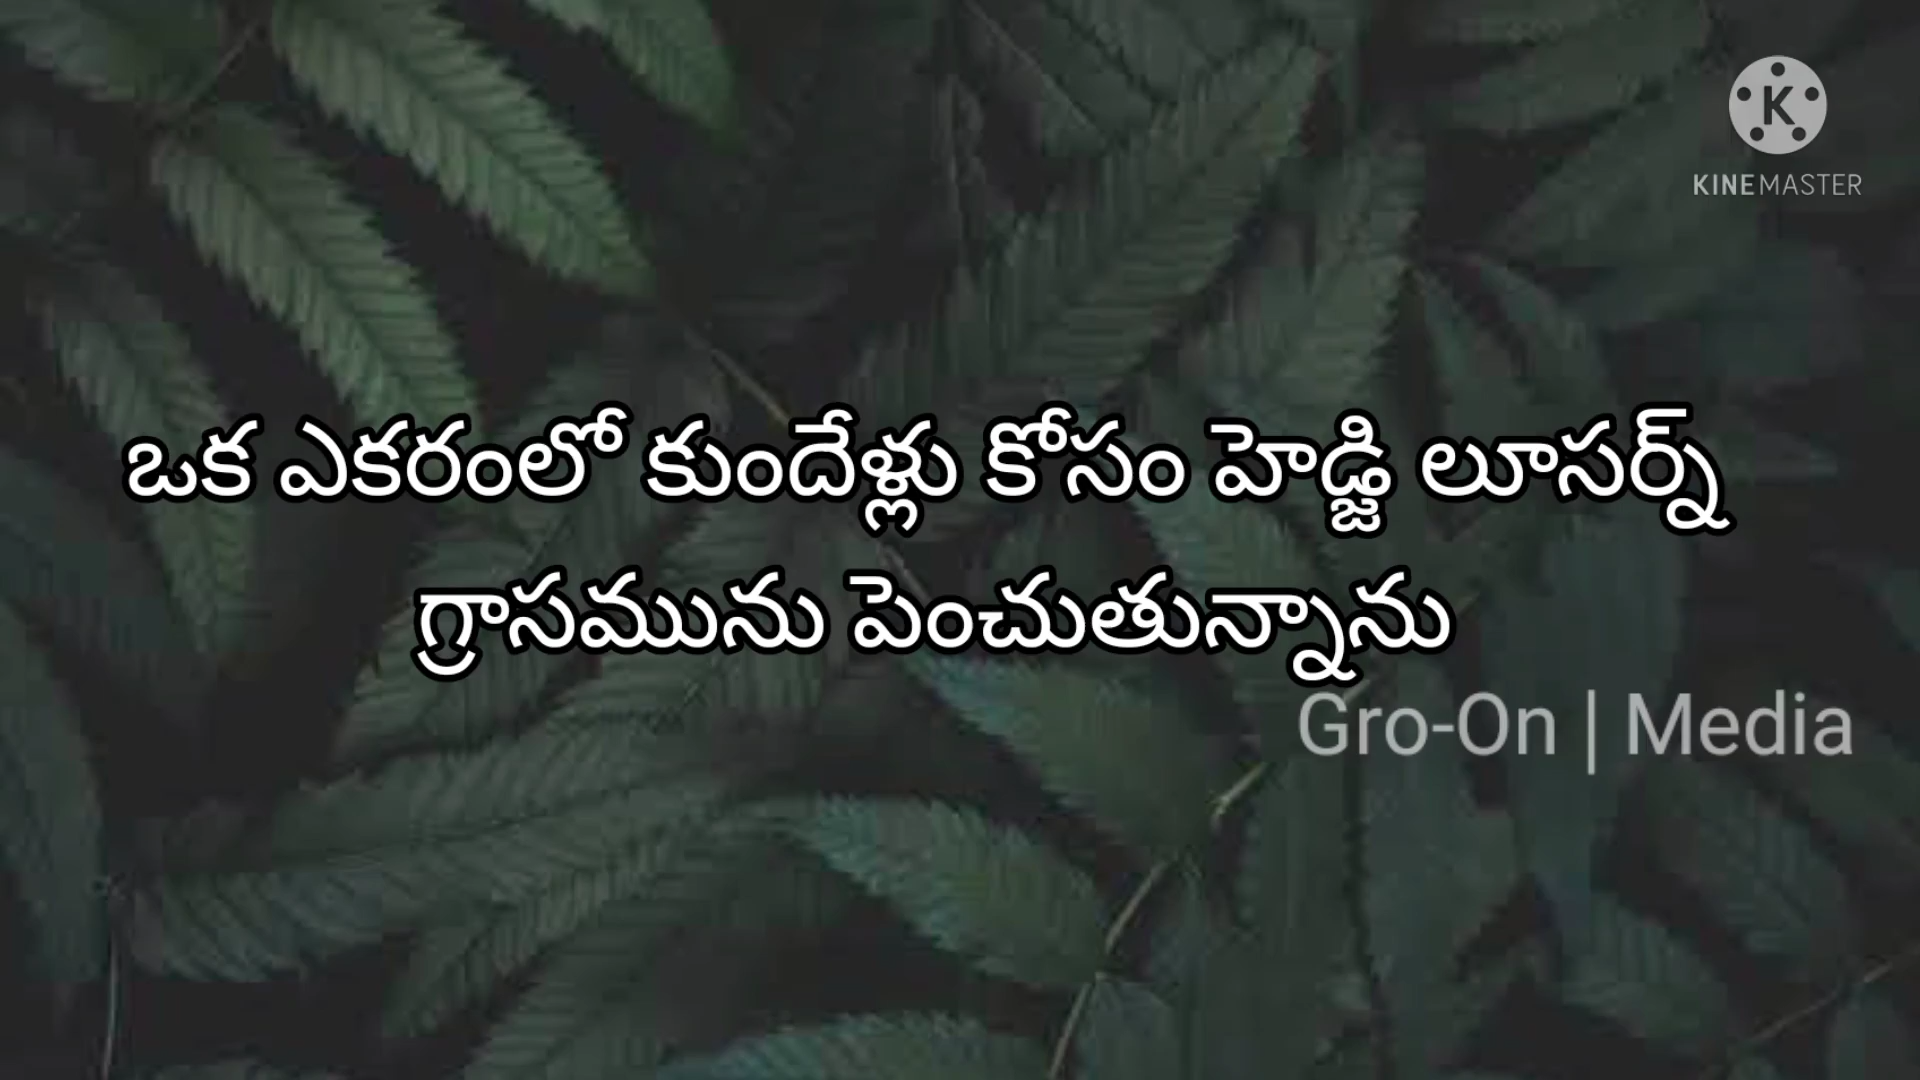 KINEMASTER
ఒక ఎకరంలో కుందేళ్లు కోసం హెడ్జి లూసర్న్
గ్రాసమును పెంచుతున్నాను
Gro-On | Media